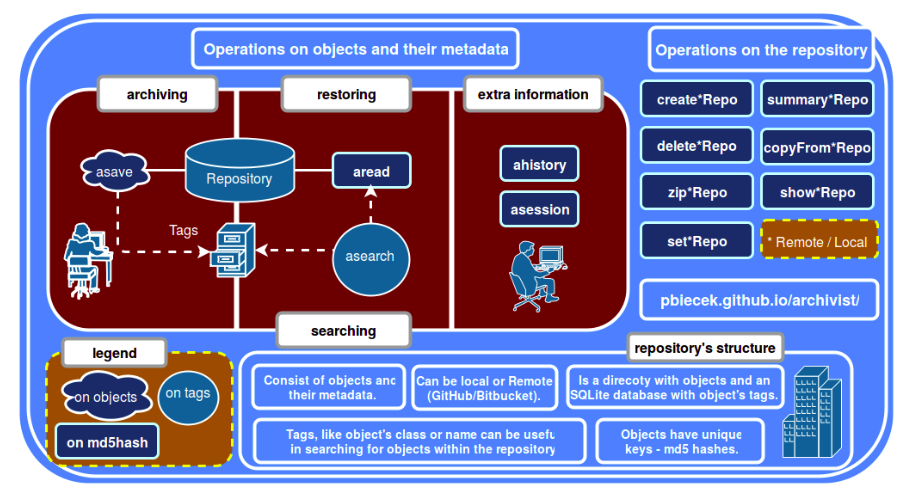 Operations on objects and their metadata
Operations on the repository
archiving
restoring
extra information
asave
Repository
aread
Tags
asearch
ahistory
asession
searching
create*Repo
summary*Repo
delete*Repo
copyFrom*Repo
zip*Repo
show*Repo
set*Repo
* Remote / Local
pbiecek.github.io/archivist/
legend
on objects
on tags
on md5hash
repository's structure
Consist of objects and
their metadata.
Can be local or Remote
(GitHub/Bitbucket).
Is a direcoty with objects and an
SQLite database with object's tags.
Tags, like object's class or name can be usefu
in searching for objects within the repository
Objects have unique
keys - md5 hashes.